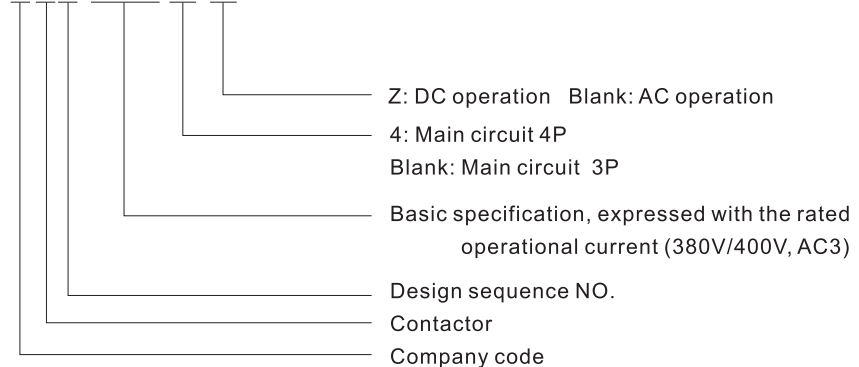 Z: DC operation Blank: AC operation
4: Main circuit 4P
Blank: Main circuit 3P
Basic specification, expressed with the rated
operational current (380V/400V, AC3)
Design sequence NO.
Contactor
Company code